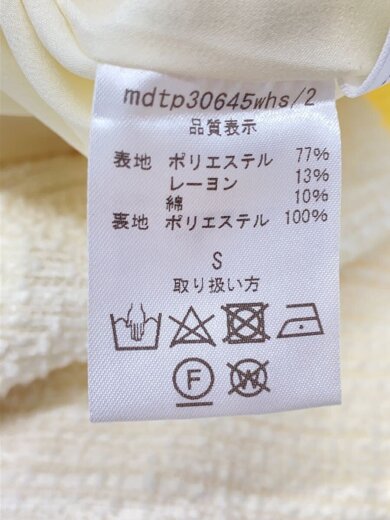 mdtp30645whs/2
品質表示
表地 ポリエステル 77%
レーヨン 13%
綿 10%
裏地 ポリエステル 100%
S
取り扱い方
F W